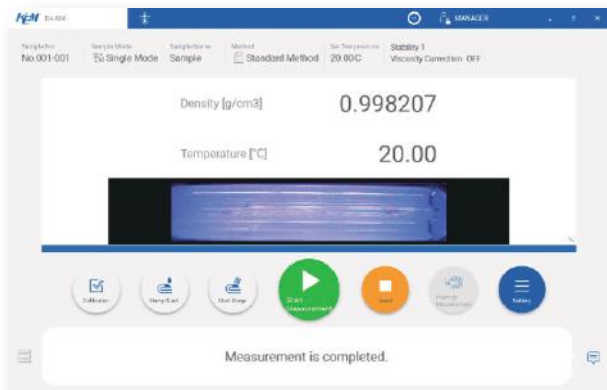 KEM
MANAGER
Sample No.
Sample Mode
Sample Name
Method
Set Temperature
Stability 1
No.001-001
Single Mode
Sample
Standard Method
20.00C
Viscosity Correction: OFF
Density [g/cm3]
0.998207
Temperature [°C]
20.00
Calibration
Start
Measurement
Setting
Measurement is completed.